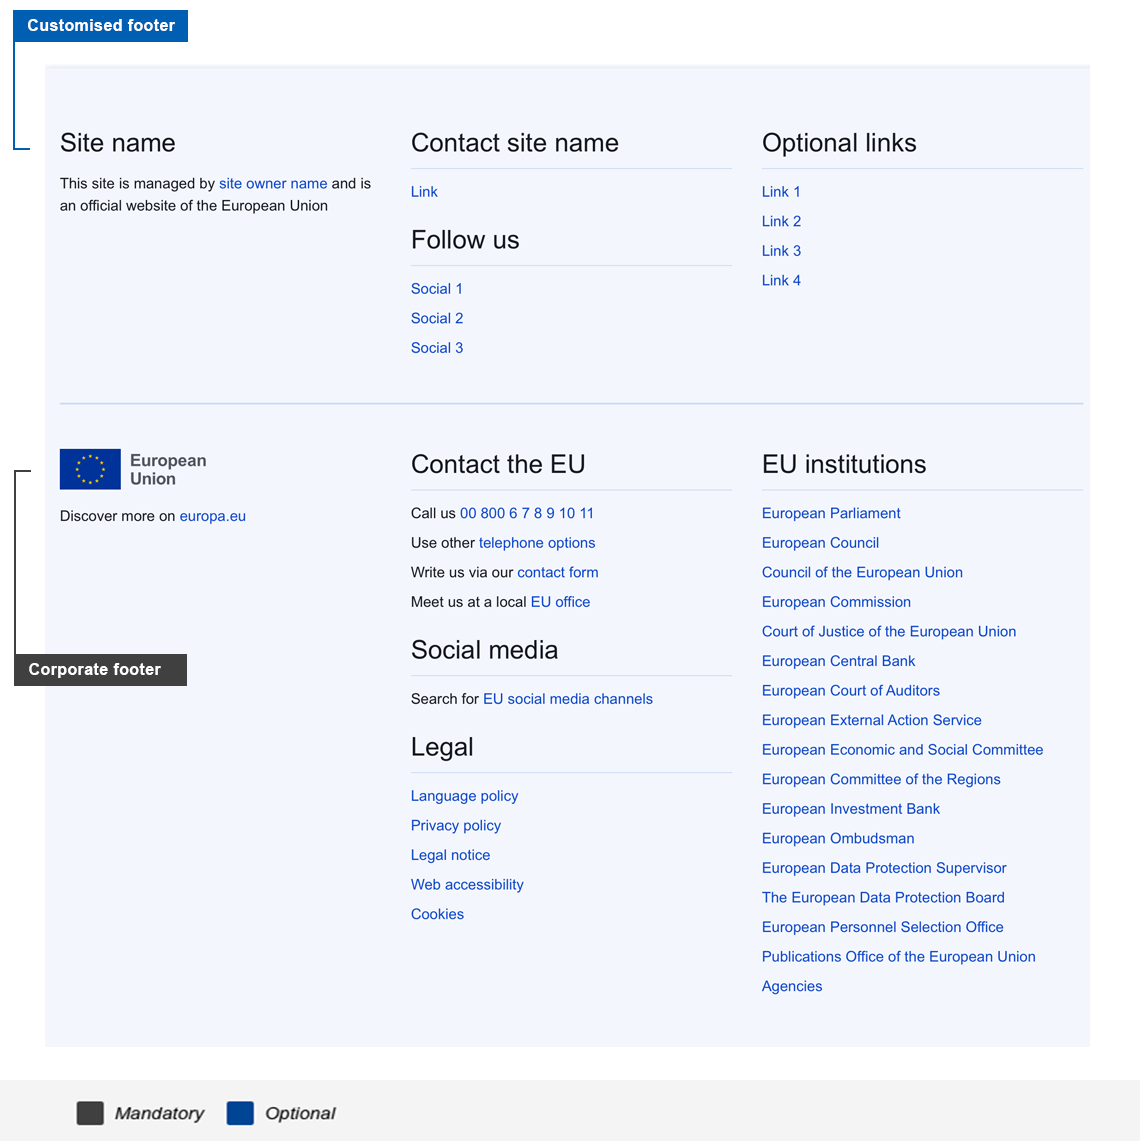 Customised footer
Site name
This site is managed by site owner name and is
an official website of the European Union
Contact site name
Link
Follow us
Social 1
Social 2
Social 3
Optional links
Link 1
Link 2
Link 3
Link 4
European
Union
Discover more on europa.eu
Corporate footer
Contact the EU
Call us 00 800 6 7 8 9 10 11
Use other telephone options
Write us via our contact form
Meet us at a local EU office
Social media
Search for EU social media channels
Legal
Language policy
Privacy policy
Legal notice
Web accessibility
Cookies
EU institutions
European Parliament
European Council
Council of the European Union
European Commission
Court of Justice of the European Union
European Central Bank
European Court of Auditors
European External Action Service
European Economic and Social Committee
European Committee of the Regions
European Investment Bank
European Ombudsman
European Data Protection Supervisor
The European Data Protection Board
European Personnel Selection Office
Publications Office of the European Union
Agencies
Mandatory
Optional